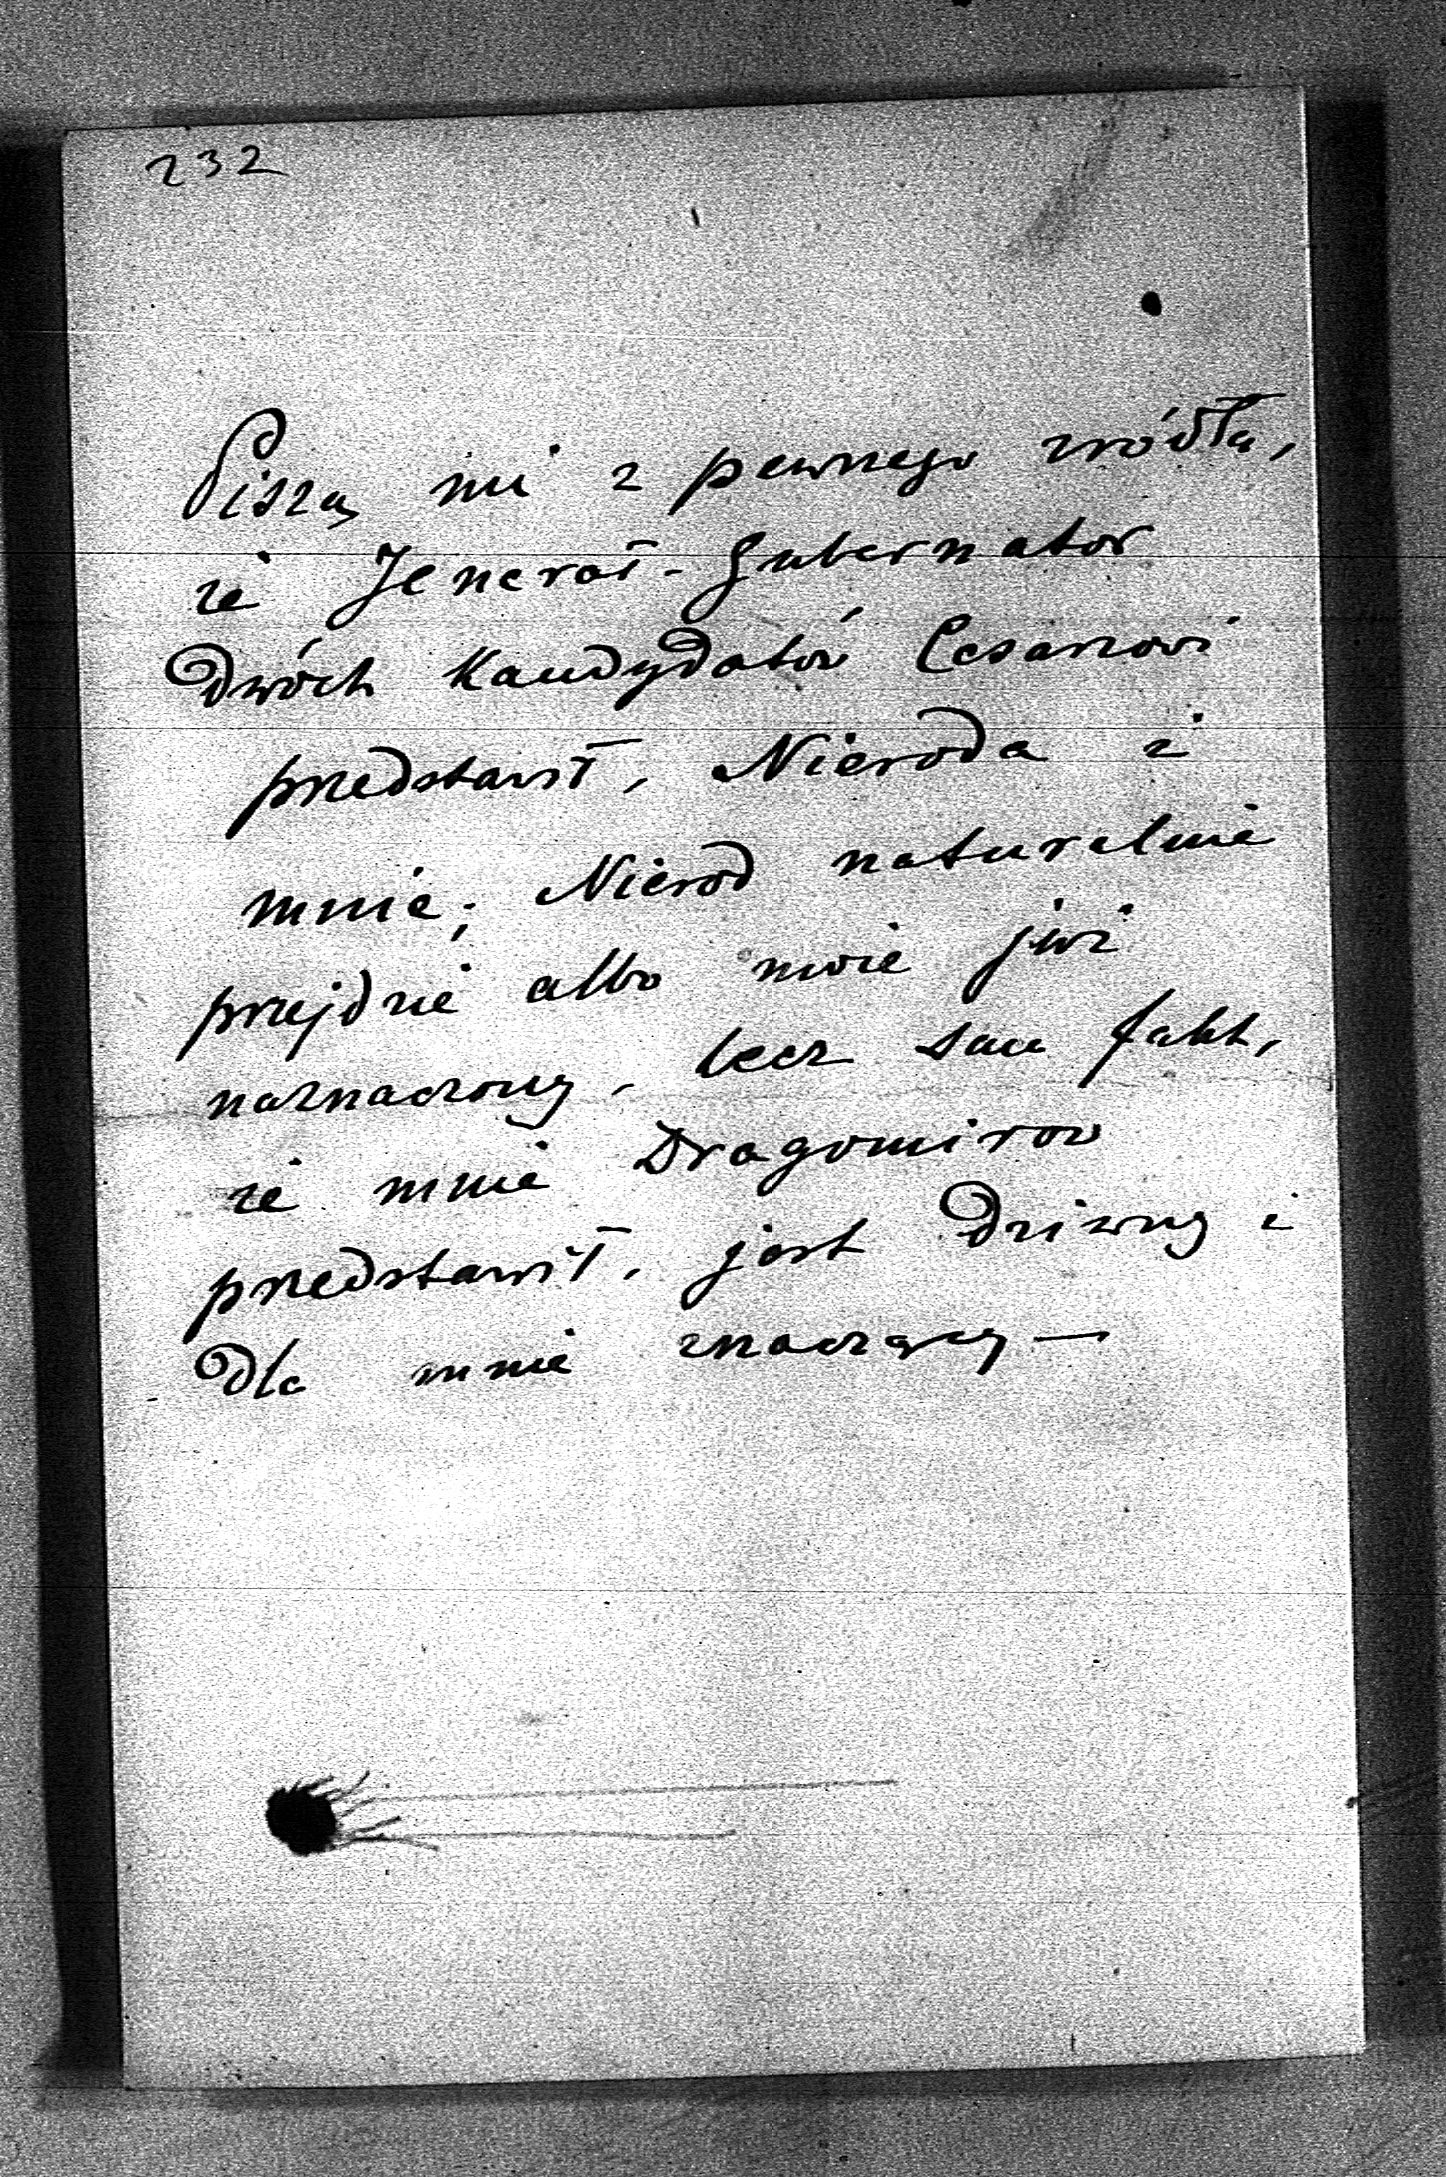 232
Piszą mi z pewnego źródła,
że Jenerał-Gubernator
dwóch Kandydatów Cesarzowi
przedstawił, Nieroda i
mnie; Nierod naturalnie
przejdzie albo może już
naznaczony, lecz sam fakt,
że mnie Dragomirow
przedstawił, jest dziwny i
dla mnie znaczący —